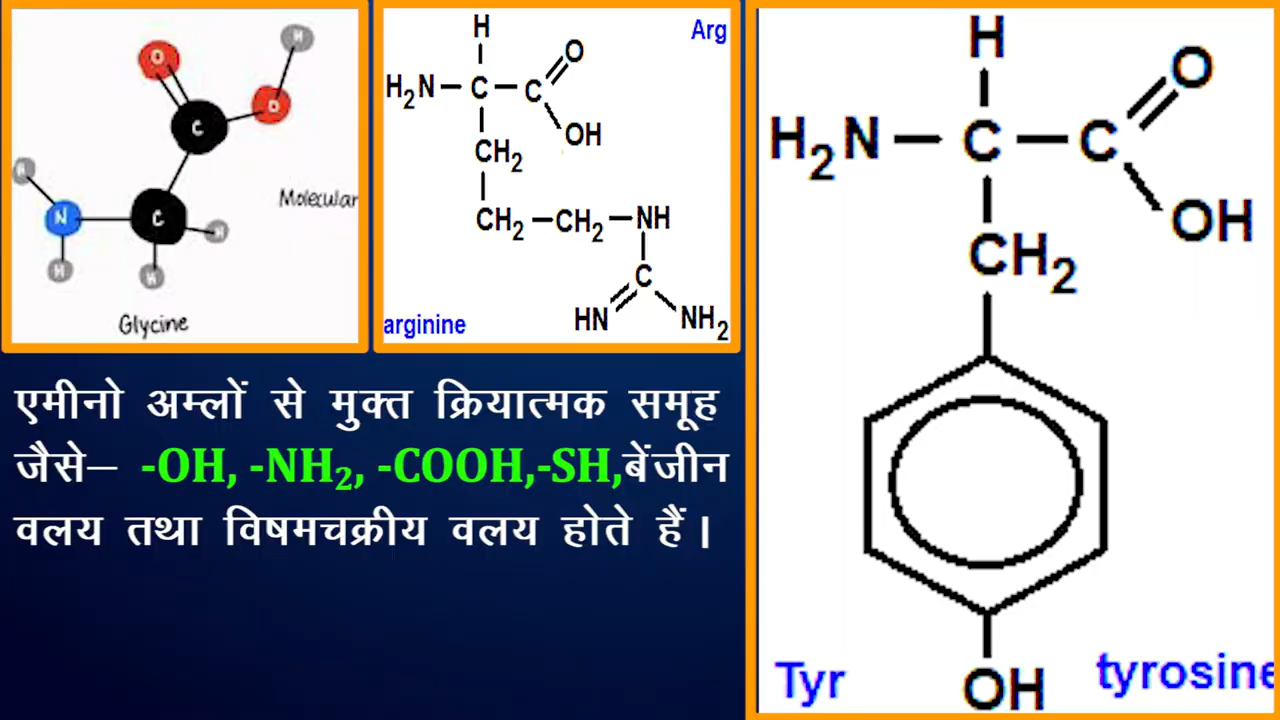 O
H
C
O
H
N
C
H
H
H
Molecular
Glycine
Arg
H
H₂N C C O
OH
CH₂
CH₂ CH₂ NH
C
HN NH₂
arginine
H
H₂N C C O
OH
CH₂
OH
Tyr tyrosine
एमीनो अम्लों से मुक्त क्रियात्मक समूह
जैसे– -OH, -NH₂, -COOH,-SH,बेंजीन
वलय तथा विषमचक्रीय वलय होते हैं।